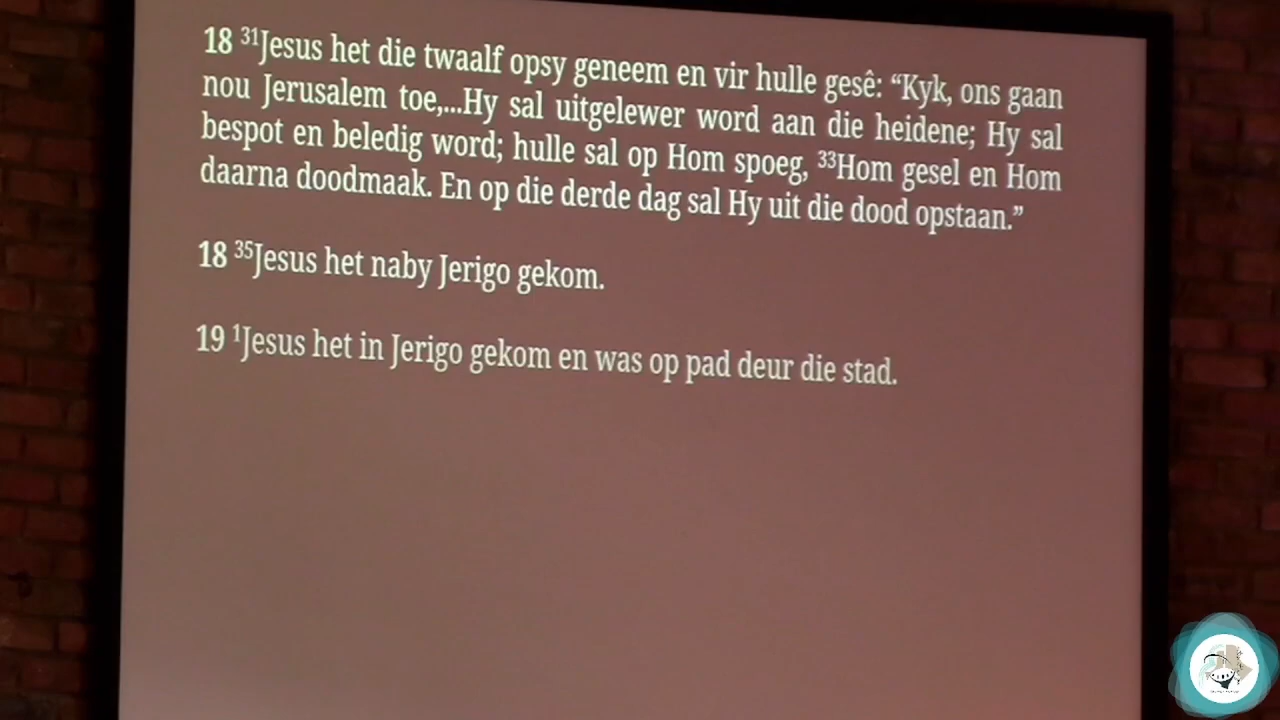 18 ³¹Jesus het die twaalf opsy geneem en vir hulle gesê: “Kyk, ons gaan
nou Jerusalem toe,...Hy sal uitgelewer word aan die heidene; Hy sal
bespot en beledig word; hulle sal op Hom spoeg, ³³Hom gesel en Hom
daarna doodmaak. En op die derde dag sal Hy uit die dood opstaan.”
18 ³⁵Jesus het naby Jerigo gekom.
19 ¹Jesus het in Jerigo gekom en was op pad deur die stad.